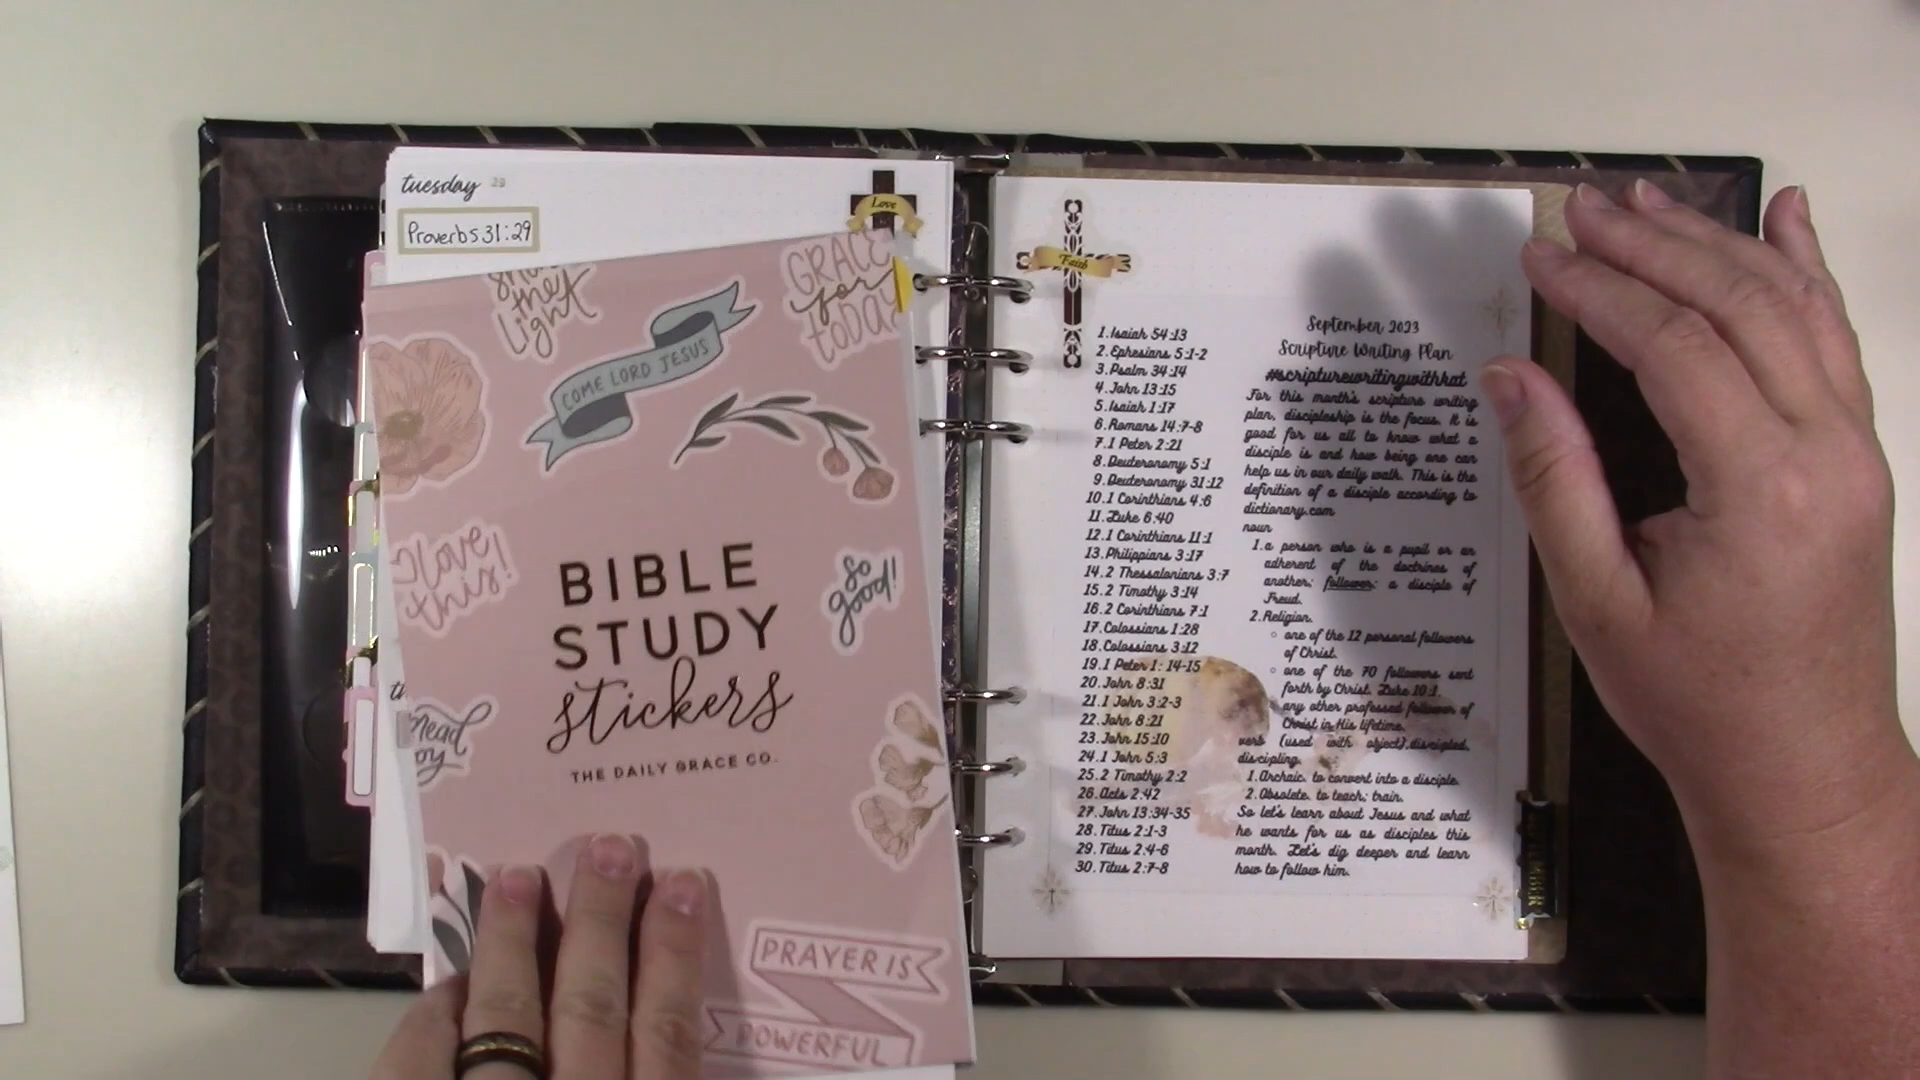 tuesday 29
Proverbs 31:29
Love
the
light
GRACE
for
today
COME LORD JESUS
I love
this!
so
good!
BIBLE
STUDY
stickers
THE DAILY GRACE CO.
PRAYER IS
POWERFUL
Faith
1. Isaiah 54:13
2. Ephesians 5:1-2
3. Psalm 34:14
4. John 13:15
5. Isaiah 1:17
6. Romans 14:7-8
7. 1 Peter 2:21
8. Deuteronomy 5:1
9. Deuteronomy 31:12
10. 1 Corinthians 4:6
11. Luke 6:40
12. 1 Corinthians 11:1
13. Philippians 3:17
14. 2 Thessalonians 3:7
15. 2 Timothy 3:14
16. 2 Corinthians 7:1
17. Colossians 1:28
18. Colossians 3:12
19. 1 Peter 1: 14-15
20. John 8:31
21. 1 John 3:2-3
22. John 8:21
23. John 15:10
24. 1 John 5:3
25. 2 Timothy 2:2
26. Acts 2:42
27. John 13:34-35
28. Titus 2:1-3
29. Titus 2:4-6
30. Titus 2:7-8
September 2023
Scripture Writing Plan
#scripturewritingwithkat
For this month's scripture writing
plan, discipleship is the focus. It is
good for us all to know what a
disciple is and how being one can
help us in our daily walk. This is the
definition of a disciple according to
dictionary.com
noun
1. a person who is a pupil or an
adherent of the doctrines of
another; follower: a disciple of
Freud.
2. Religion.
one of the 12 personal followers
of Christ.
one of the 70 followers sent
forth by Christ. Luke 10:1.
any other professed follower of
Christ in His lifetime.
verb (used with object), discipled,
discipling.
1. Archaic. to convert into a disciple.
2. Obsolete. to teach; train.
So let's learn about Jesus and what
he wants for us as disciples this
month. Let's dig deeper and learn
how to follow him.